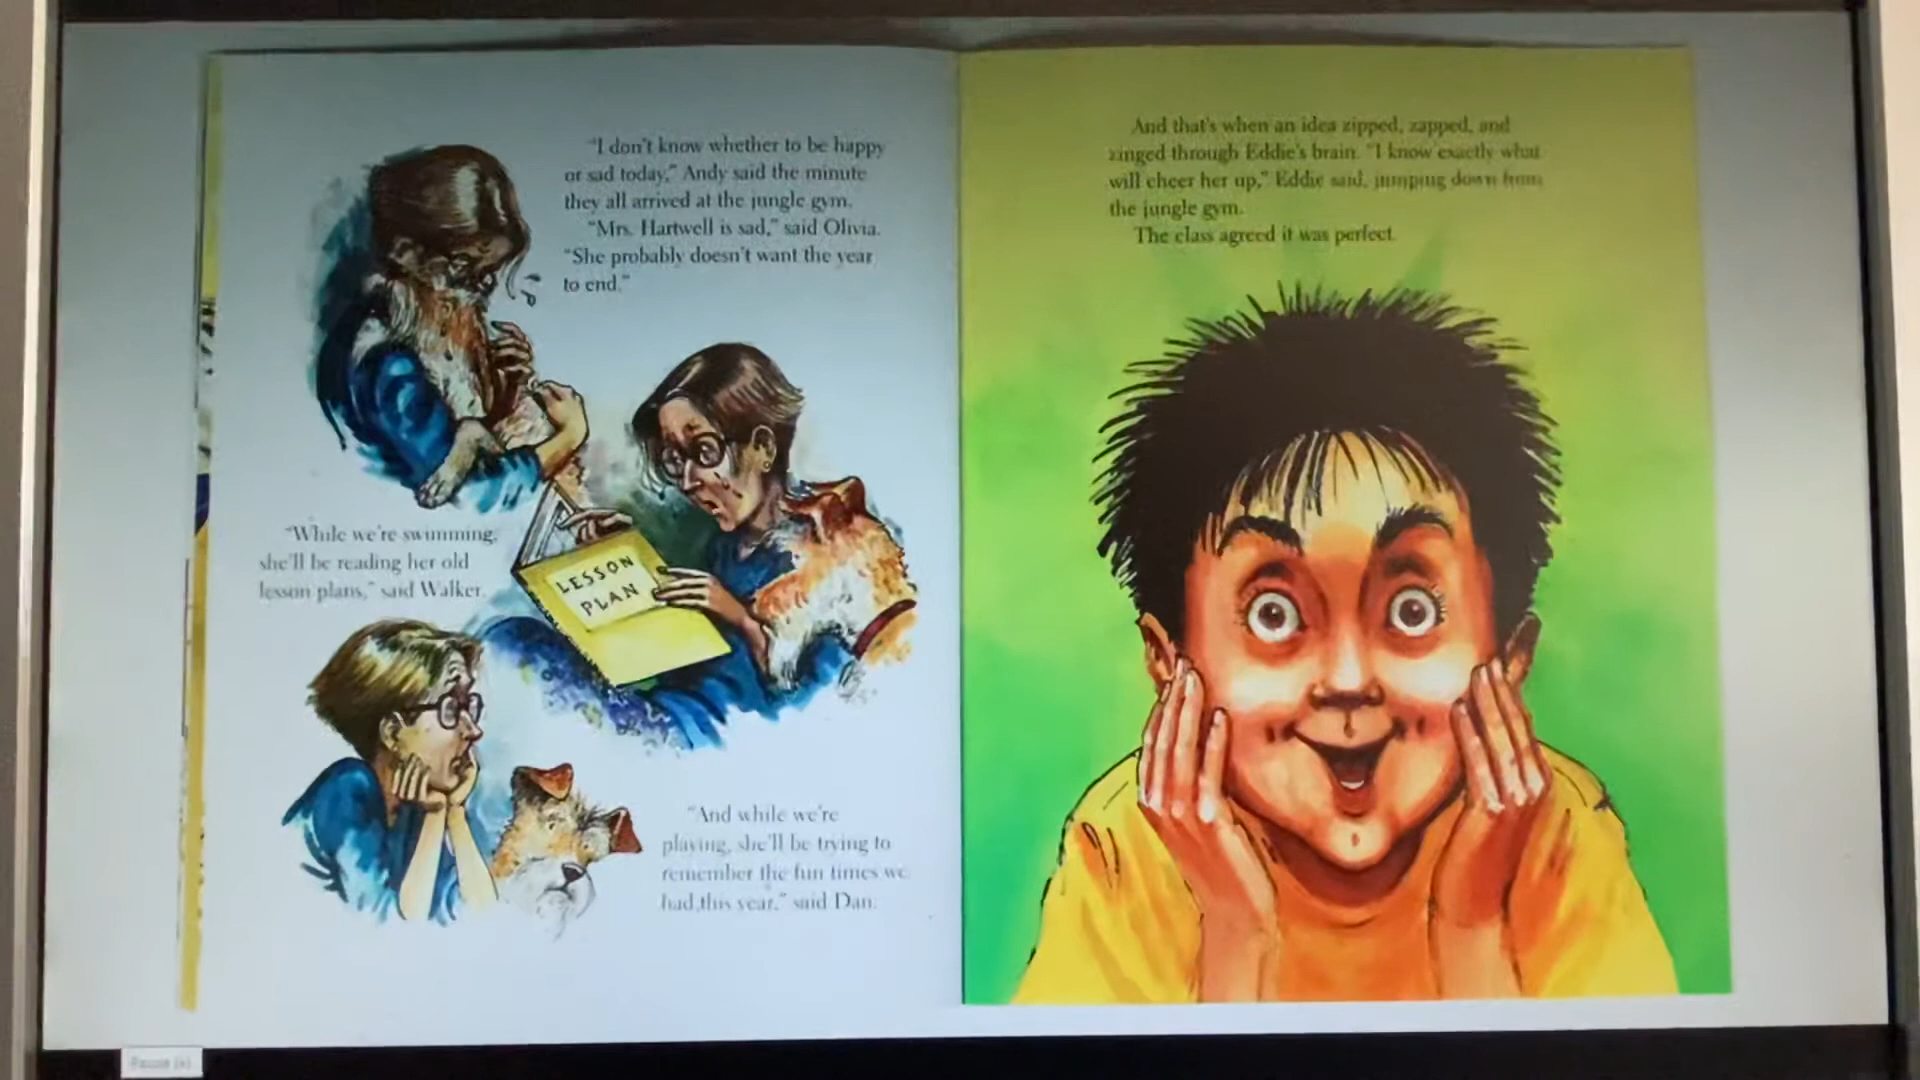 "I don't know whether to be happy
or sad today," Andy said the minute
they all arrived at the jungle gym.
"Mrs. Hartwell is sad," said Olivia.
"She probably doesn't want the year
to end."
"While we're swimming,
she'll be reading her old
lesson plans," said Walker.
LESSON
PLAN
"And while we're
playing, she'll be trying to
remember the fun times we
had this year," said Dan.
And that's when an idea zipped, zapped, and
zinged through Eddie's brain. "I know exactly what
will cheer her up," Eddie said, jumping down from
the jungle gym.
The class agreed it was perfect.
Pause (k)